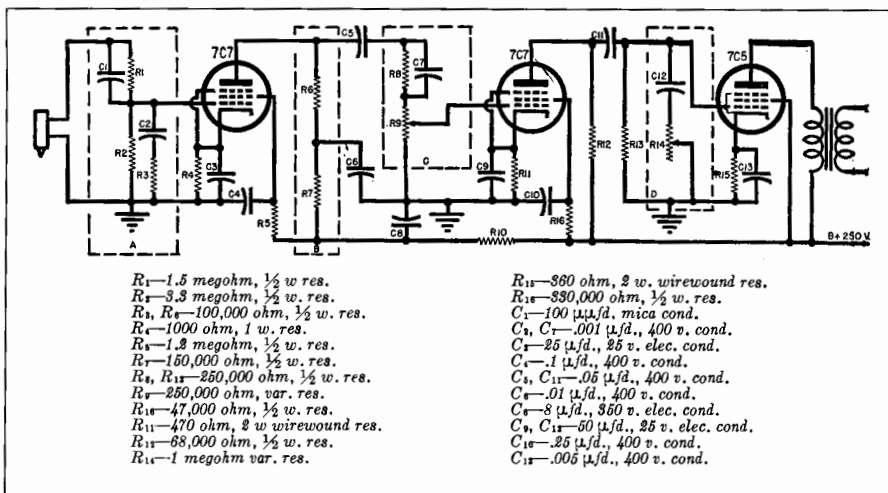 7C7
7C7
7C5
C1
R1
C2
R2
R3
R4
C3
C4
R5
A
R6
R7
B
C5
C6
R8
C7
R9
C
C8
C9
R11
C10
R16
R10
R12
C11
R13
C12
R14
D
R15
C13
B+ 250 V.
R₁—1.5 megohm, ½ w res.
R₂—3.3 megohm, ½ w. res.
R₃, R₆—100,000 ohm, ½ w. res.
R₄—1000 ohm, 1 w. res.
R₅—1.2 megohm, ½ w. res.
R₇—150,000 ohm, ½ w. res.
R₈, R₁₃—250,000 ohm, ½ w. res.
R₉—250,000 ohm, var. res.
R₁₀—47,000 ohm, ½ w. res.
R₁₁—470 ohm, 2 w wirewound res.
R₁₂—68,000 ohm, ½ w. res.
R₁₄—1 megohm var. res.
R₁₅—360 ohm, 2 w. wirewound res.
R₁₆—330,000 ohm, ½ w. res.
C₁—100 μμfd. mica cond.
C₂, C₇—.001 μfd., 400 v. cond.
C₃—25 μfd., 25 v. elec. cond.
C₄—.1 μfd., 400 v. cond.
C₅, C₁₁—.05 μfd., 400 v. cond.
C₆—.01 μfd., 400 v. cond.
C₈—8 μfd., 350 v. elec. cond.
C₉, C₁₃—50 μfd., 25 v. elec. cond.
C₁₀—.25 μfd., 400 v. cond.
C₁₂—.005 μfd., 400 v. cond.